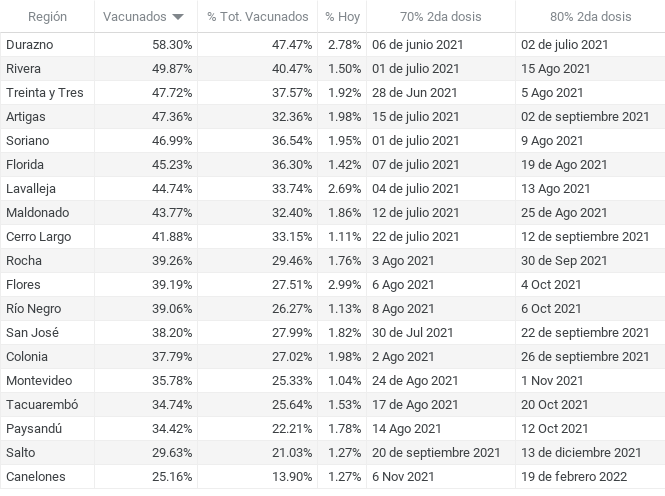 Región Vacunados % Tot. Vacunados % Hoy 70% 2da dosis 80% 2da dosis
Durazno 58.30% 47.47% 2.78% 06 de junio 2021 02 de julio 2021
Rivera 49.87% 40.47% 1.50% 01 de julio 2021 15 Ago 2021
Treinta y Tres 47.72% 37.57% 1.92% 28 de Jun 2021 5 Ago 2021
Artigas 47.36% 32.36% 1.98% 15 de julio 2021 02 de septiembre 2021
Soriano 46.99% 36.54% 1.95% 01 de julio 2021 9 Ago 2021
Florida 45.23% 36.30% 1.42% 07 de julio 2021 19 de Ago 2021
Lavalleja 44.74% 33.74% 2.69% 04 de julio 2021 13 Ago 2021
Maldonado 43.77% 32.40% 1.86% 12 de julio 2021 25 de Ago 2021
Cerro Largo 41.88% 33.15% 1.11% 22 de julio 2021 12 de septiembre 2021
Rocha 39.26% 29.46% 1.76% 3 Ago 2021 30 de Sep 2021
Flores 39.19% 27.51% 2.99% 6 Ago 2021 4 Oct 2021
Río Negro 39.06% 26.27% 1.13% 8 Ago 2021 6 Oct 2021
San José 38.20% 27.99% 1.82% 30 de Jul 2021 22 de septiembre 2021
Colonia 37.79% 27.02% 1.98% 2 Ago 2021 26 de septiembre 2021
Montevideo 35.78% 25.33% 1.04% 24 de Ago 2021 1 Nov 2021
Tacuarembó 34.74% 25.64% 1.53% 17 de Ago 2021 20 Oct 2021
Paysandú 34.42% 22.21% 1.78% 14 Ago 2021 12 Oct 2021
Salto 29.63% 21.03% 1.27% 20 de septiembre 2021 13 de diciembre 2021
Canelones 25.16% 13.90% 1.27% 6 Nov 2021 19 de febrero 2022